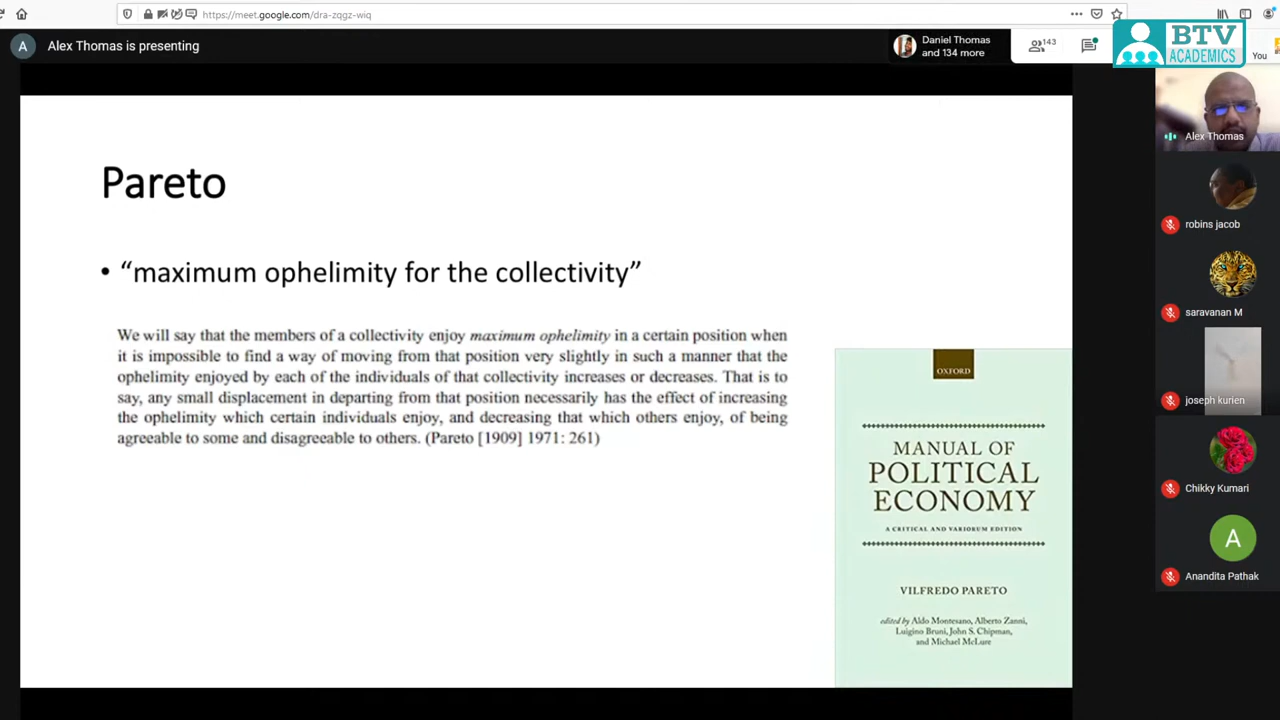 https://meet.google.com/dra-zqgz-wiq
A
Alex Thomas is presenting
Daniel Thomas
and 134 more
143
BTV
ACADEMICS
You
Pareto
• “maximum ophelimity for the collectivity”
We will say that the members of a collectivity enjoy maximum ophelimity in a certain position when
it is impossible to find a way of moving from that position very slightly in such a manner that the
ophelimity enjoyed by each of the individuals of that collectivity increases or decreases. That is to
say, any small displacement in departing from that position necessarily has the effect of increasing
the ophelimity which certain individuals enjoy, and decreasing that which others enjoy, of being
agreeable to some and disagreeable to others. (Pareto [1909] 1971: 261)
OXFORD
MANUAL OF
POLITICAL
ECONOMY
A CRITICAL AND VARIORUM EDITION
VILFREDO PARETO
edited by Aldo Montesano, Alberto Zanni,
Luigino Bruni, John S. Chipman,
and Michael McLure
Alex Thomas
robins jacob
saravanan M
joseph kurien
Chikky Kumari
A
Anandita Pathak